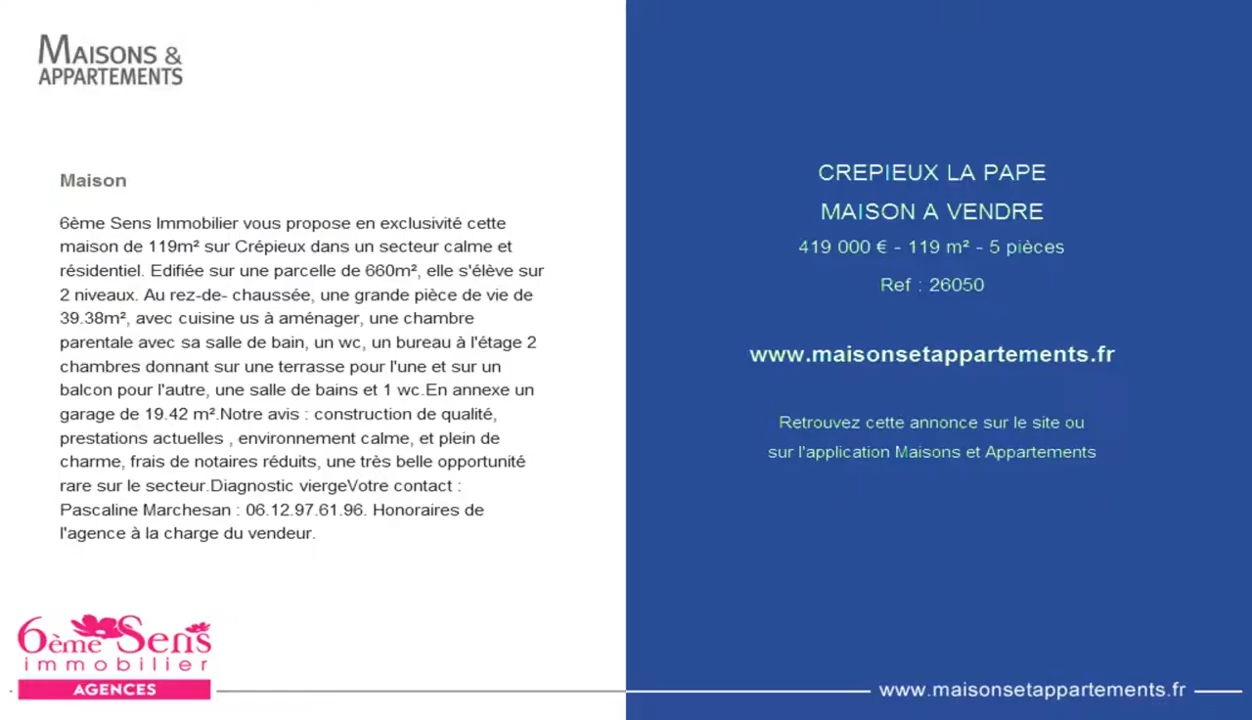 MAISONS &
APPARTEMENTS
Maison
6ème Sens Immobilier vous propose en exclusivité cette
maison de 119m² sur Crépieux dans un secteur calme et
résidentiel. Edifiée sur une parcelle de 660m², elle s'élève sur
2 niveaux. Au rez-de- chaussée, une grande pièce de vie de
39.38m², avec cuisine us à aménager, une chambre
parentale avec sa salle de bain, un wc, un bureau à l'étage 2
chambres donnant sur une terrasse pour l'une et sur un
balcon pour l'autre, une salle de bains et 1 wc.En annexe un
garage de 19.42 m².Notre avis : construction de qualité,
prestations actuelles , environnement calme, et plein de
charme, frais de notaires réduits, une très belle opportunité
rare sur le secteur.Diagnostic viergeVotre contact :
Pascaline Marchesan : 06.12.97.61.96. Honoraires de
l'agence à la charge du vendeur.
6ème Sens
immobilier
AGENCES
CREPIEUX LA PAPE
MAISON A VENDRE
419 000 € - 119 m² - 5 pièces
Ref : 26050
www.maisonsetappartements.fr
Retrouvez cette annonce sur le site ou
sur l'application Maisons et Appartements
www.maisonsetappartements.fr